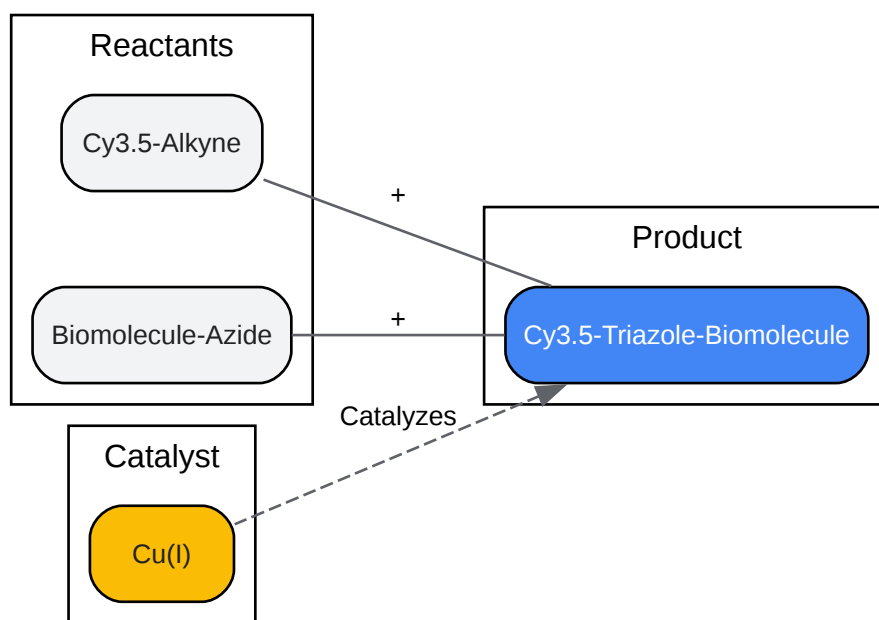 Reactants
Cy3.5-Alkyne
+
Product
Biomolecule-Azide
+
Cy3.5-Triazole-Biomolecule
Catalyzes
Catalyst
Cu(I)